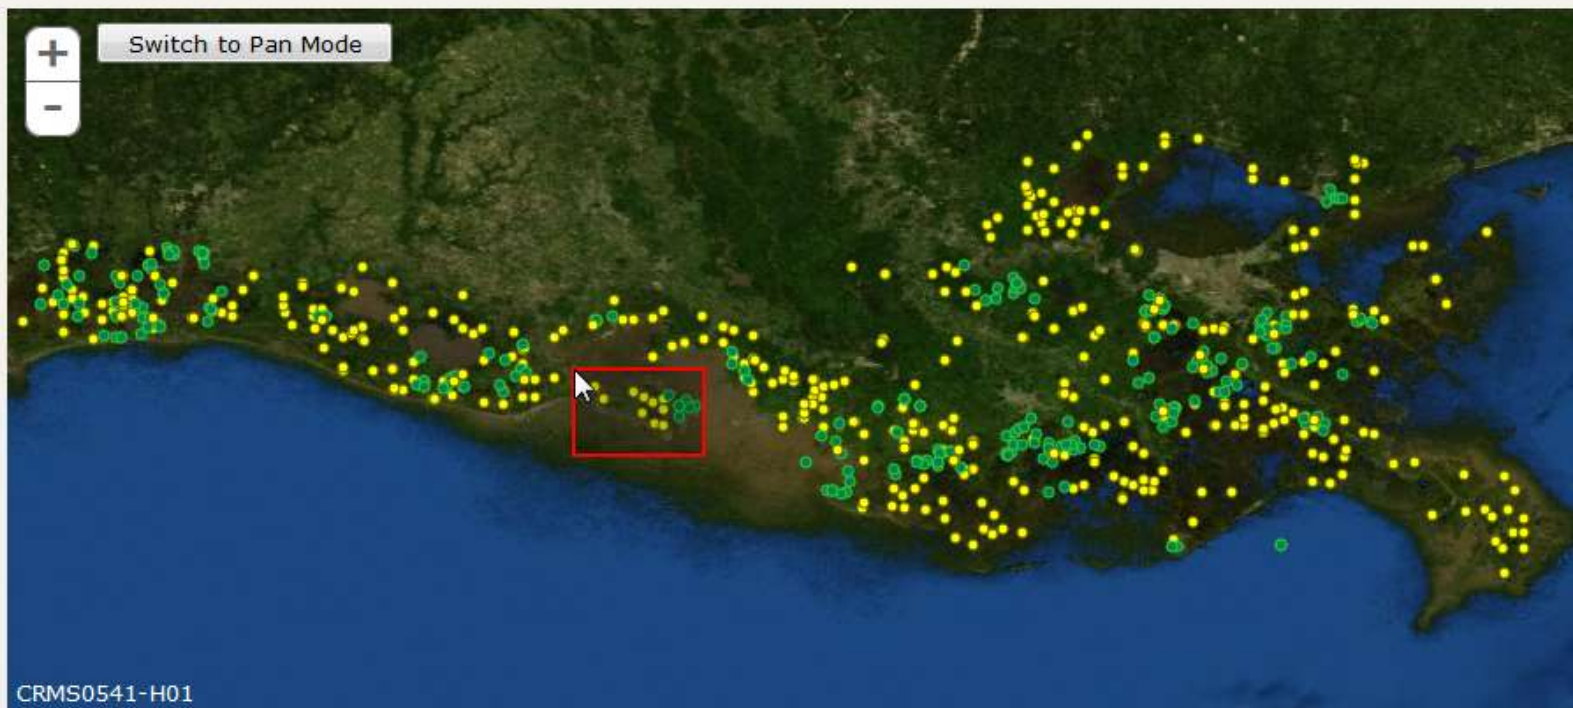 +
Switch to Pan Mode
-
CRMS0541-H01